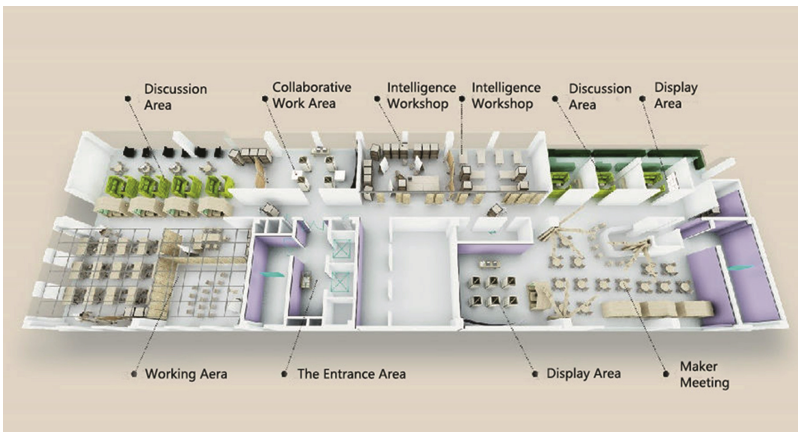 Discussion
Area
Collaborative
Work Area
Intelligence
Workshop
Intelligence
Workshop
Discussion
Area
Display
Area
Working Aera
The Entrance Area
Display Area
Maker
Meeting